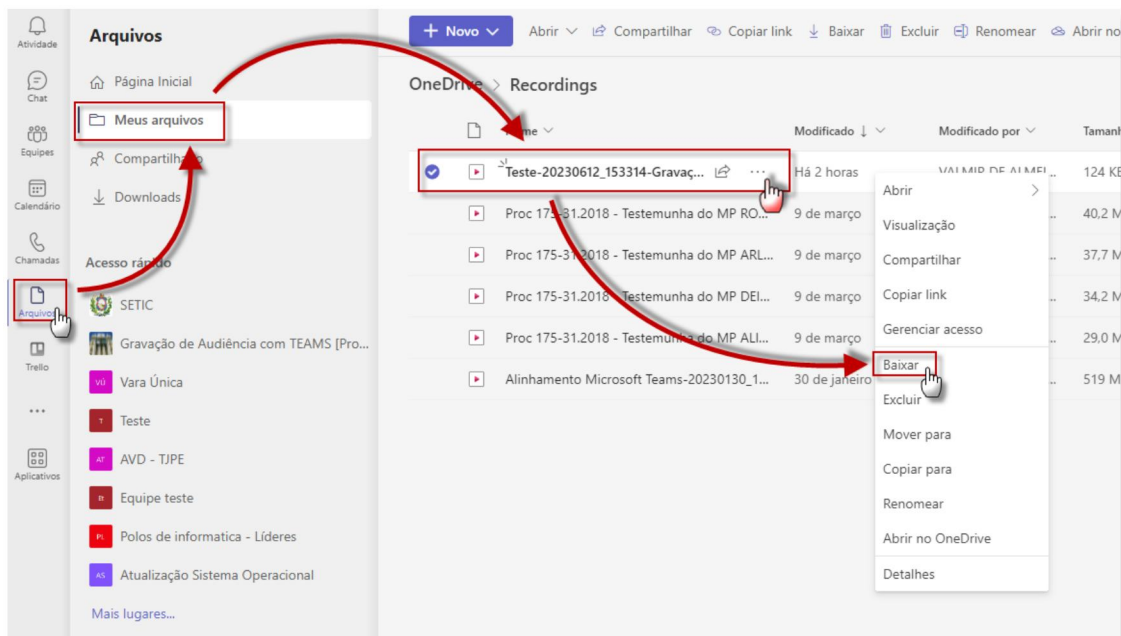 Atividade
Chat
Equipes
Calendário
Chamadas
Arquivos
Trello
Aplicativos
Arquivos
Página Inicial
Meus arquivos
Compartilhado
Downloads
Acesso rápido
SETIC
Gravação de Audiência com TEAMS [Pro...
VÚ Vara Única
T Teste
AT AVD - TJPE
Et Equipe teste
PL Polos de informatica - Líderes
AS Atualização Sistema Operacional
Mais lugares...
+ Novo Abrir Compartilhar Copiar link Baixar Excluir Renomear Abrir no
OneDrive > Recordings
Modificado ↓ Modificado por
Teste-20230612_153314-Gravaç... ... Há 2 horas 124 KB
Proc 175-31.2018 - Testemunha do MP RO... 9 de março 40,2 M
Proc 175-31.2018 - Testemunha do MP ARL... 9 de março 37,7 M
Proc 175-31.2018 - Testemunha do MP DEI... 9 de março 34,2 M
Proc 175-31.2018 - Testemunha do MP ALI... 9 de março 29,0 M
Alinhamento Microsoft Teams-20230130_1... 30 de janeiro 519 M
Abrir
Visualização
Compartilhar
Copiar link
Gerenciar acesso
Baixar
Excluir
Mover para
Copiar para
Renomear
Abrir no OneDrive
Detalhes